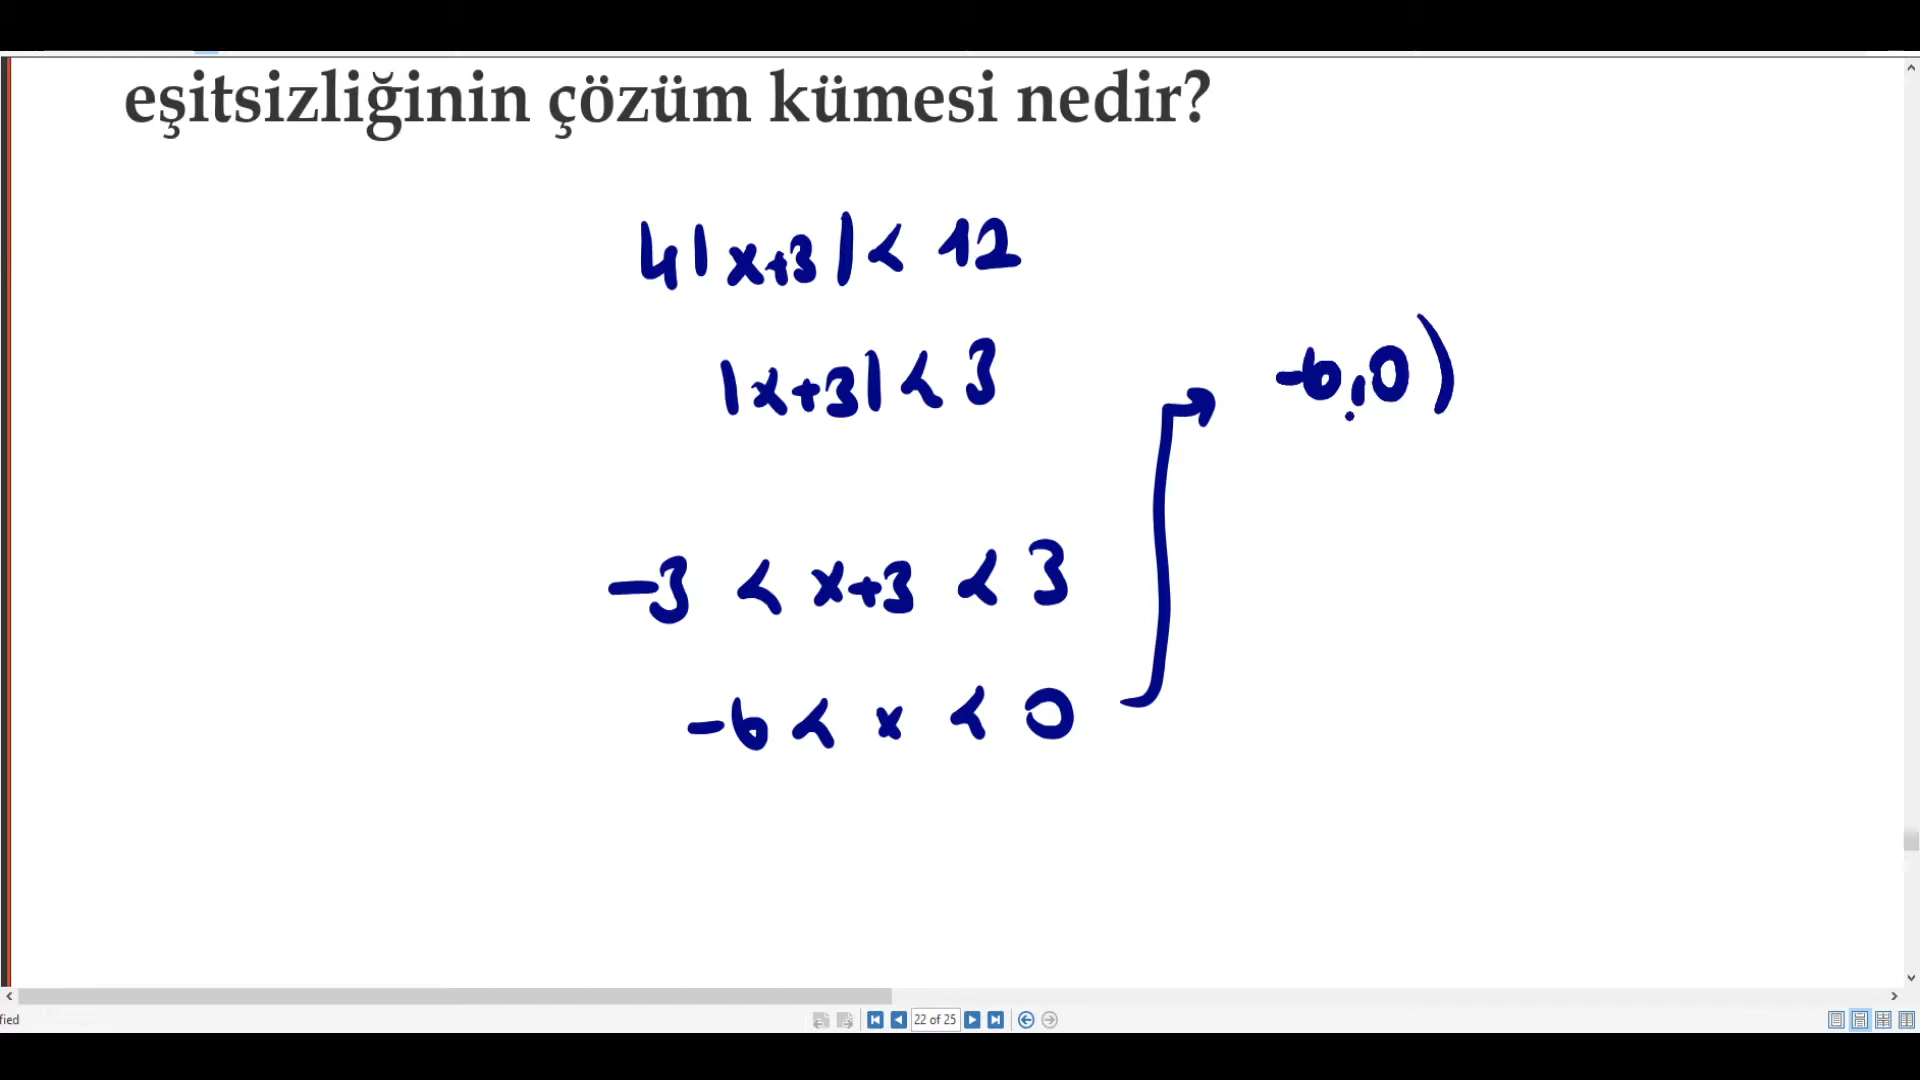 eşitsizliğinin çözüm kümesi nedir?
4|x+3| < 12
|x+3| < 3
-6,0)
-3 < x+3 < 3
-6 < x < 0
fied
22 of 25